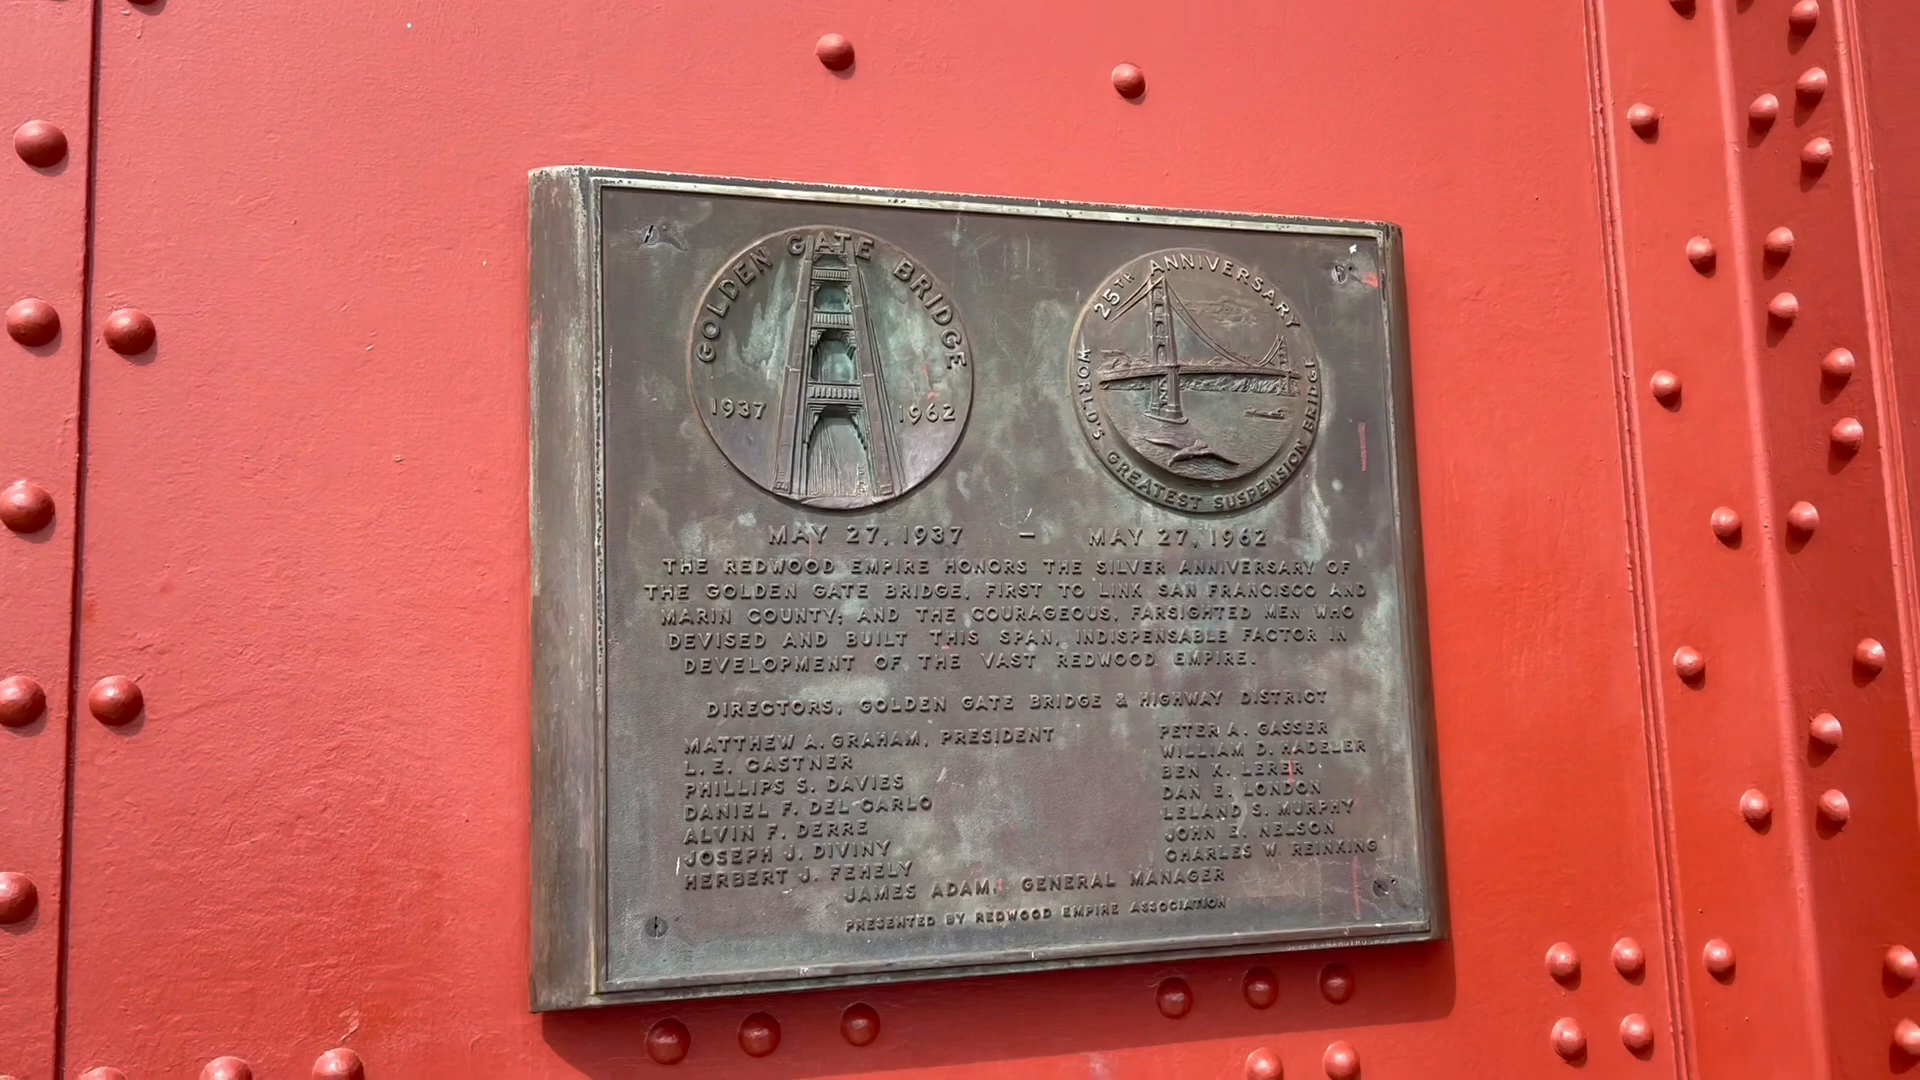 GOLDEN GATE BRIDGE
1937 1962
25TH ANNIVERSARY
WORLD'S GREATEST SUSPENSION BRIDGE
MAY 27, 1937 — MAY 27, 1962
THE REDWOOD EMPIRE HONORS THE SILVER ANNIVERSARY OF
THE GOLDEN GATE BRIDGE, FIRST TO LINK SAN FRANCISCO AND
MARIN COUNTY; AND THE COURAGEOUS, FARSIGHTED MEN WHO
DEVISED AND BUILT THIS SPAN, INDISPENSABLE FACTOR IN
DEVELOPMENT OF THE VAST REDWOOD EMPIRE.
DIRECTORS, GOLDEN GATE BRIDGE & HIGHWAY DISTRICT
MATTHEW A. GRAHAM, PRESIDENT
L. E. CASTNER
PHILLIPS S. DAVIES
DANIEL F. DEL CARLO
ALVIN F. DERRE
JOSEPH J. DIVINY
HERBERT J. FEHELY
PETER A. GASSER
WILLIAM D. HADELER
BEN K. LERER
DAN E. LONDON
LELAND S. MURPHY
JOHN E. NELSON
CHARLES W. REINKING
JAMES ADAM, GENERAL MANAGER
PRESENTED BY REDWOOD EMPIRE ASSOCIATION